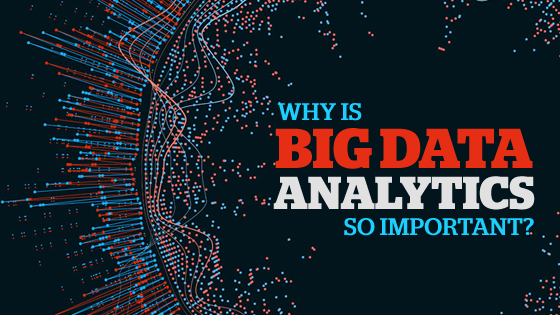 WHY IS
BIG DATA
ANALYTICS
SO IMPORTANT?